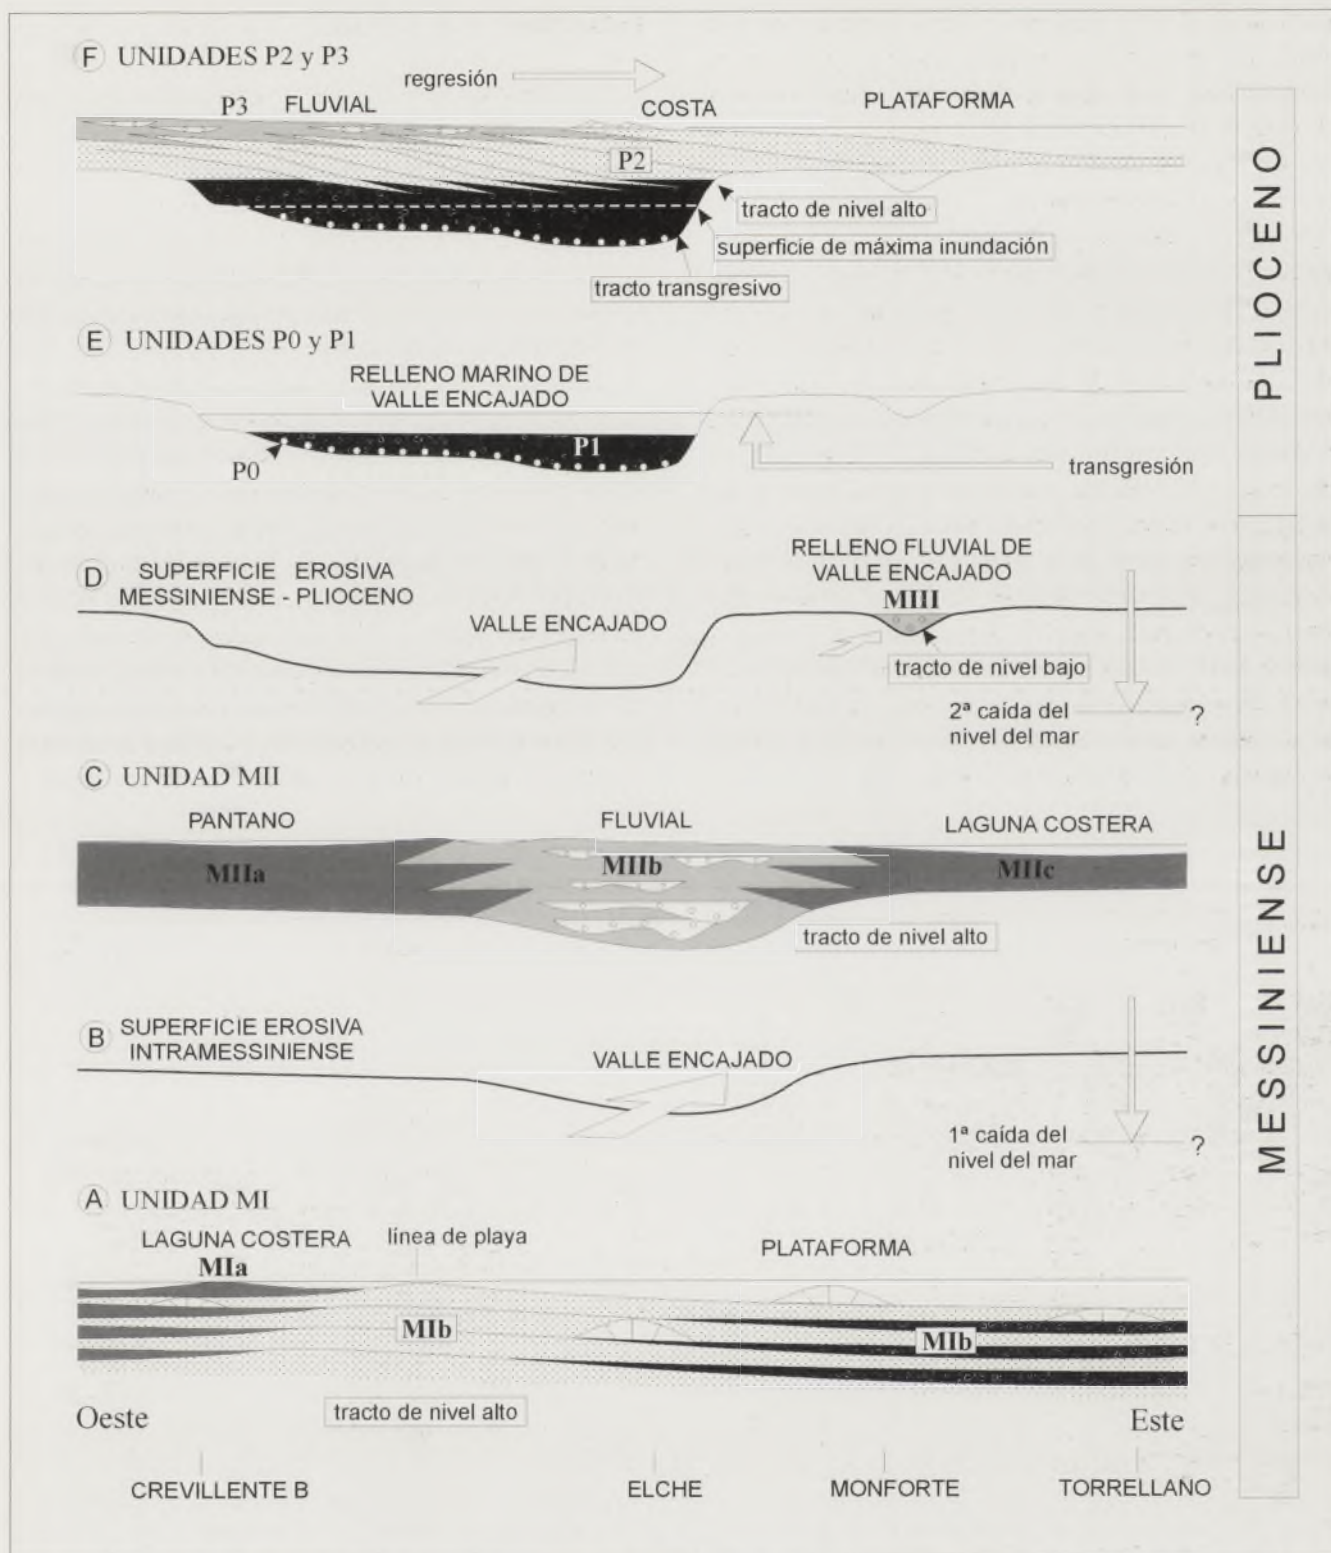 F UNIDADES P2 y P3
regresión
P3 FLUVIAL COSTA PLATAFORMA
P2
tracto de nivel alto
superficie de máxima inundación
tracto transgresivo
E UNIDADES P0 y P1
RELLENO MARINO DE
VALLE ENCAJADO
P1
P0
transgresión
PLIOCENO
D SUPERFICIE EROSIVA
MESSINIENSE - PLIOCENO
VALLE ENCAJADO
RELLENO FLUVIAL DE
VALLE ENCAJADO
MIII
tracto de nivel bajo
2ª caída del
nivel del mar
?
C UNIDAD MII
PANTANO FLUVIAL LAGUNA COSTERA
MIIa MIIb MIIc
tracto de nivel alto
B SUPERFICIE EROSIVA
INTRAMESSINIENSE
VALLE ENCAJADO
1ª caída del
nivel del mar
?
MESSINIENSE
A UNIDAD MI
LAGUNA COSTERA línea de playa PLATAFORMA
MIa
MIb MIb
Oeste tracto de nivel alto Este
CREVILLENTE B ELCHE MONFORTE TORRELLANO